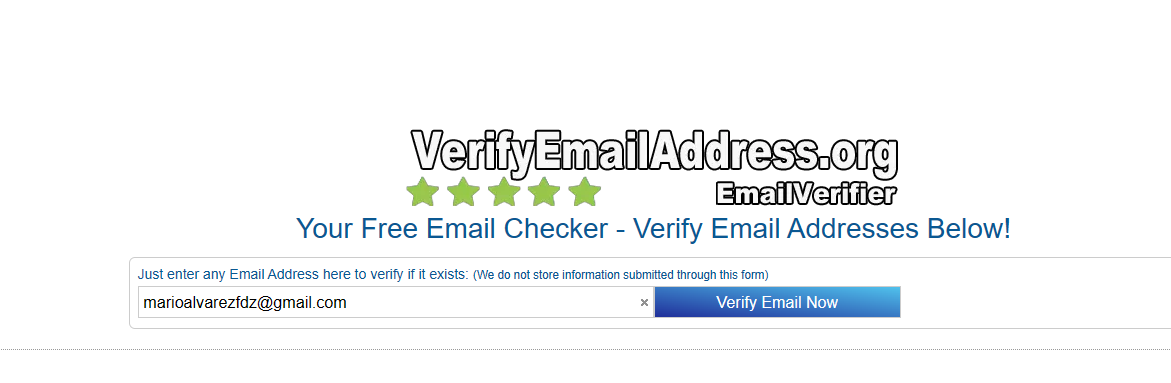 VerifyEmailAddress.org
EmailVerifier
Your Free Email Checker - Verify Email Addresses Below!
Just enter any Email Address here to verify if it exists: (We do not store information submitted through this form)
marioalvarezfdz@gmail.com × Verify Email Now